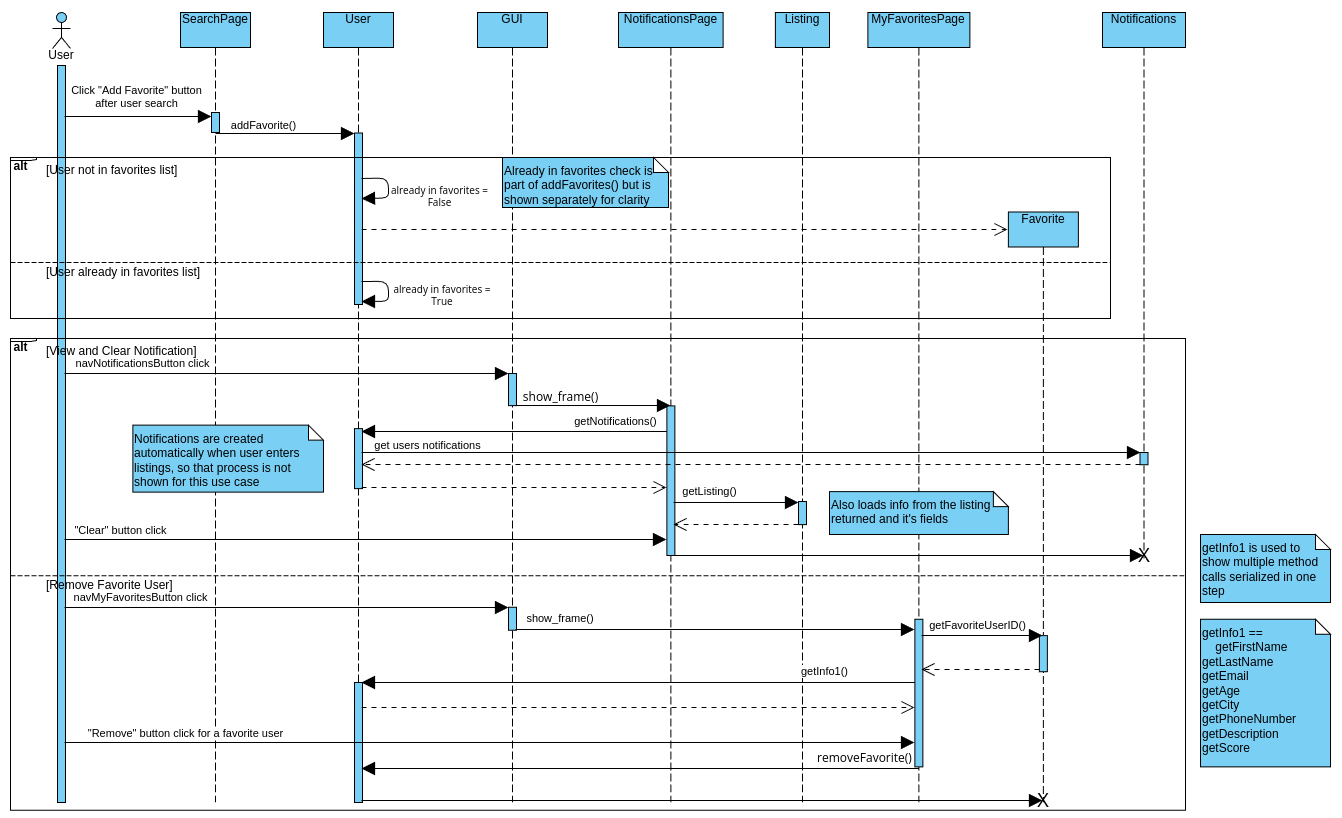 SearchPage
User
GUI
NotificationsPage
Listing
MyFavoritesPage
Notifications
User
Click "Add Favorite" button
after user search
addFavorite()
alt
[User not in favorites list]
already in favorites =
False
Already in favorites check is
part of addFavorites() but is
shown separately for clarity
Favorite
[User already in favorites list]
already in favorites =
True
alt
[View and Clear Notification]
navNotificationsButton click
show_frame()
getNotifications()
Notifications are created
automatically when user enters
listings, so that process is not
shown for this use case
get users notifications
getListing()
Also loads info from the listing
returned and it's fields
"Clear" button click
X
getInfo1 is used to
show multiple method
calls serialized in one
step
[Remove Favorite User]
navMyFavoritesButton click
show_frame()
getFavoriteUserID()
getInfo1()
getInfo1 ==
getFirstName
getLastName
getEmail
getAge
getCity
getPhoneNumber
getDescription
getScore
"Remove" button click for a favorite user
removeFavorite()
X